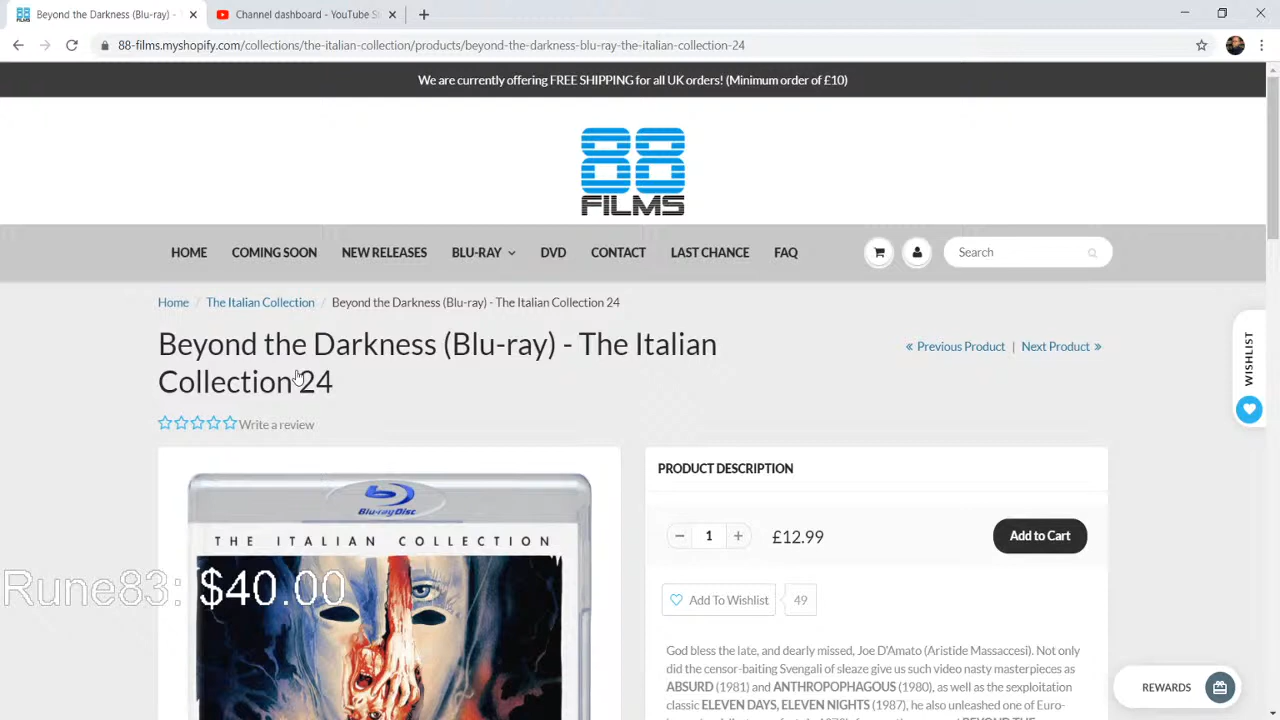 Beyond the Darkness (Blu-ray) -
Channel dashboard - YouTube S
88-films.myshopify.com/collections/the-italian-collection/products/beyond-the-darkness-blu-ray-the-italian-collection-24
We are currently offering FREE SHIPPING for all UK orders! (Minimum order of £10)
88
FILMS
HOME COMING SOON NEW RELEASES BLU-RAY DVD CONTACT LAST CHANCE FAQ Search
Home / The Italian Collection / Beyond the Darkness (Blu-ray) - The Italian Collection 24
Beyond the Darkness (Blu-ray) - The Italian
Collection 24
« Previous Product | Next Product »
WISHLIST
Write a review
Blu-ray Disc
THE ITALIAN COLLECTION
Rune83: $40.00
PRODUCT DESCRIPTION
− 1 + £12.99 Add to Cart
Add To Wishlist 49
God bless the late, and dearly missed, Joe D'Amato (Aristide Massaccesi). Not only
did the censor-baiting Svengali of sleaze give us such video nasty masterpieces as
ABSURD (1981) and ANTHROPOPHAGOUS (1980), as well as the sexploitation
classic ELEVEN DAYS, ELEVEN NIGHTS (1987), he also unleashed one of Euro-
REWARDS